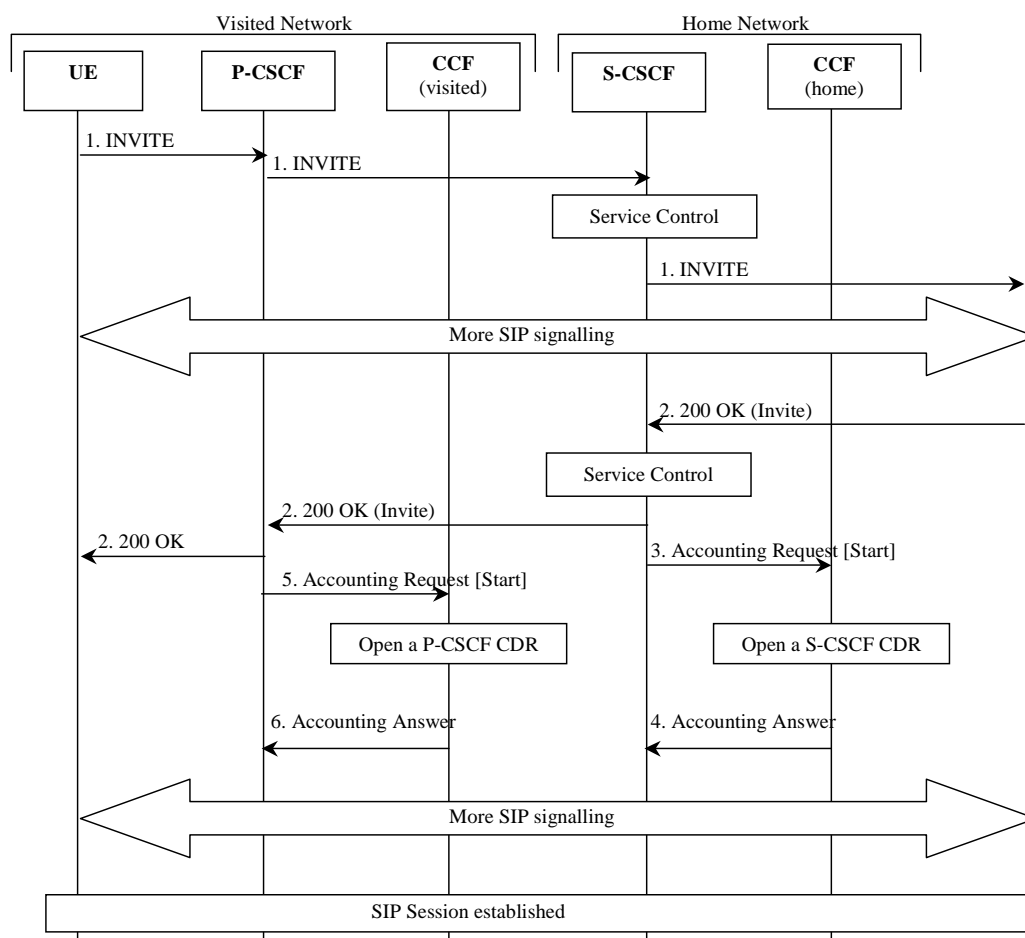 Visited Network
Home Network
UE
P-CSCF
CCF
(visited)
S-CSCF
CCF
(home)
1. INVITE
1. INVITE
Service Control
1. INVITE
More SIP signalling
2. 200 OK (Invite)
Service Control
2. 200 OK (Invite)
2. 200 OK
3. Accounting Request [Start]
5. Accounting Request [Start]
Open a P-CSCF CDR
Open a S-CSCF CDR
6. Accounting Answer
4. Accounting Answer
More SIP signalling
SIP Session established